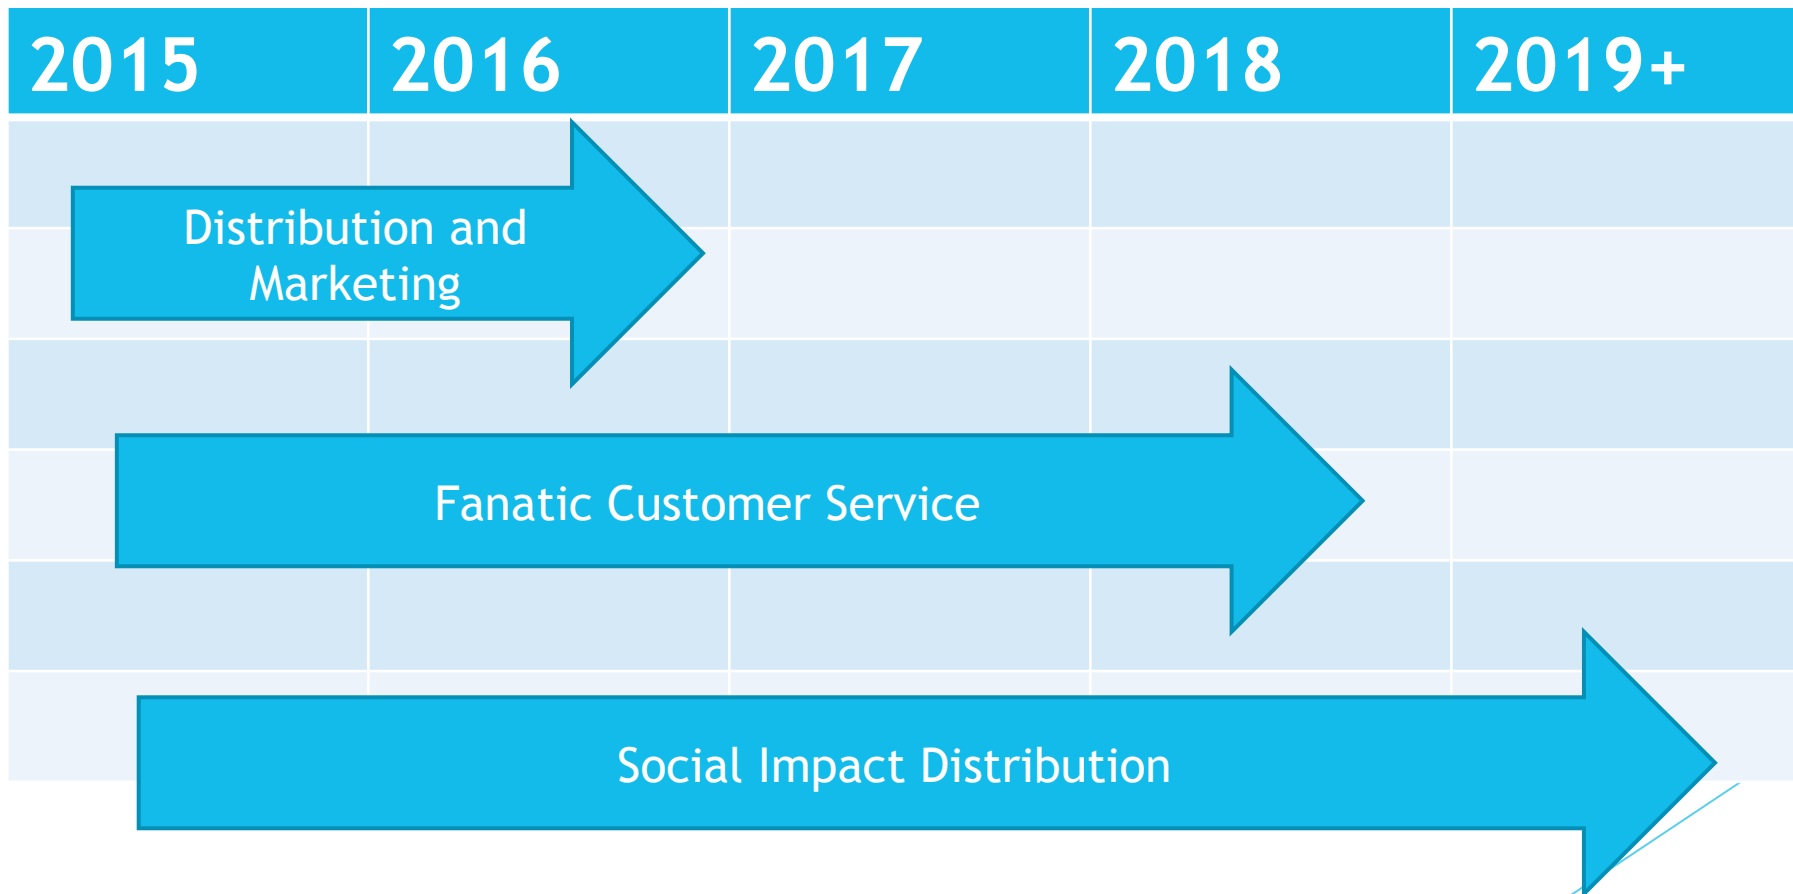 2015 2016 2017 2018 2019+
Distribution and
Marketing
Fanatic Customer Service
Social Impact Distribution